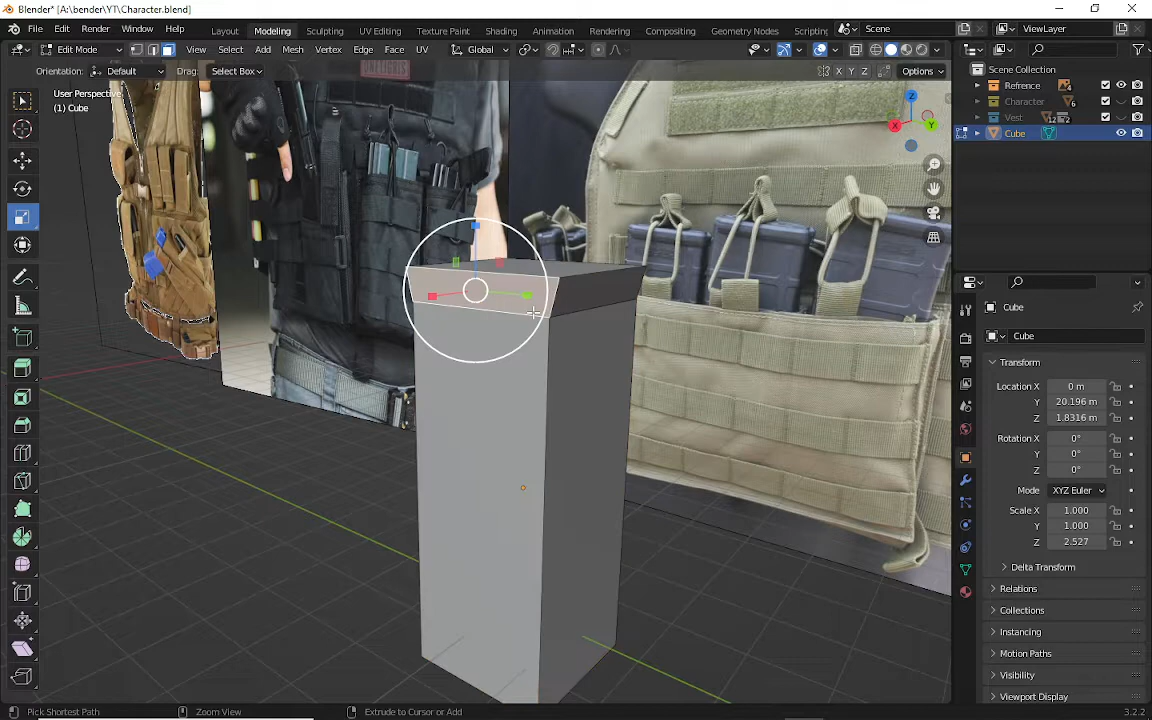 Blender* [A:\bender\YT\Character.blend]
File Edit Render Window Help Layout Modeling Sculpting UV Editing Texture Paint Shading Animation Rendering Compositing Geometry Nodes Scripting Scene ViewLayer
Edit Mode View Select Add Mesh Vertex Edge Face UV Global
Orientation: Default Drag: Select Box X Y Z Options
User Perspective
(1) Cube
Z
X
Y
Scene Collection
Refrence 4
Character 6
Vest 12 2
Cube
Cube
Cube
Transform
Location X 0 m
Y 20.196 m
Z 1.8316 m
Rotation X 0°
Y 0°
Z 0°
Mode XYZ Euler
Scale X 1.000
Y 1.000
Z 2.527
Delta Transform
Relations
Collections
Instancing
Motion Paths
Visibility
Viewport Display
Pick Shortest Path Zoom View Extrude to Cursor or Add 3.2.2